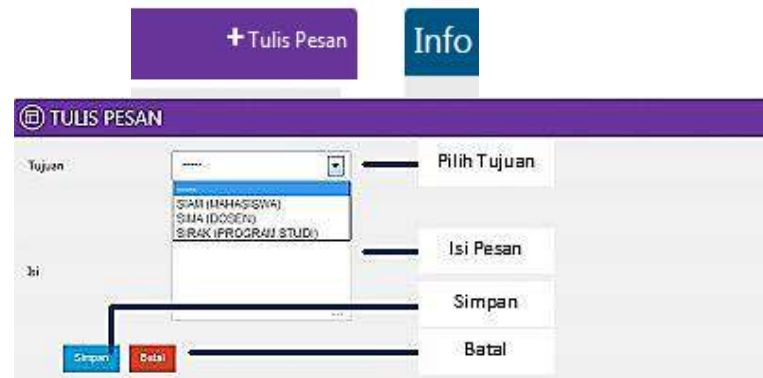 + Tulis Pesan
Info
TULIS PESAN
Tujuan
-----
Pilih Tujuan
-----
SIAM (MAHASISWA)
SIMA (DOSEN)
SIRAK (PROGRAM STUDI)
Isi Pesan
Isi
Simpan
...
Simpan
Batal
Batal